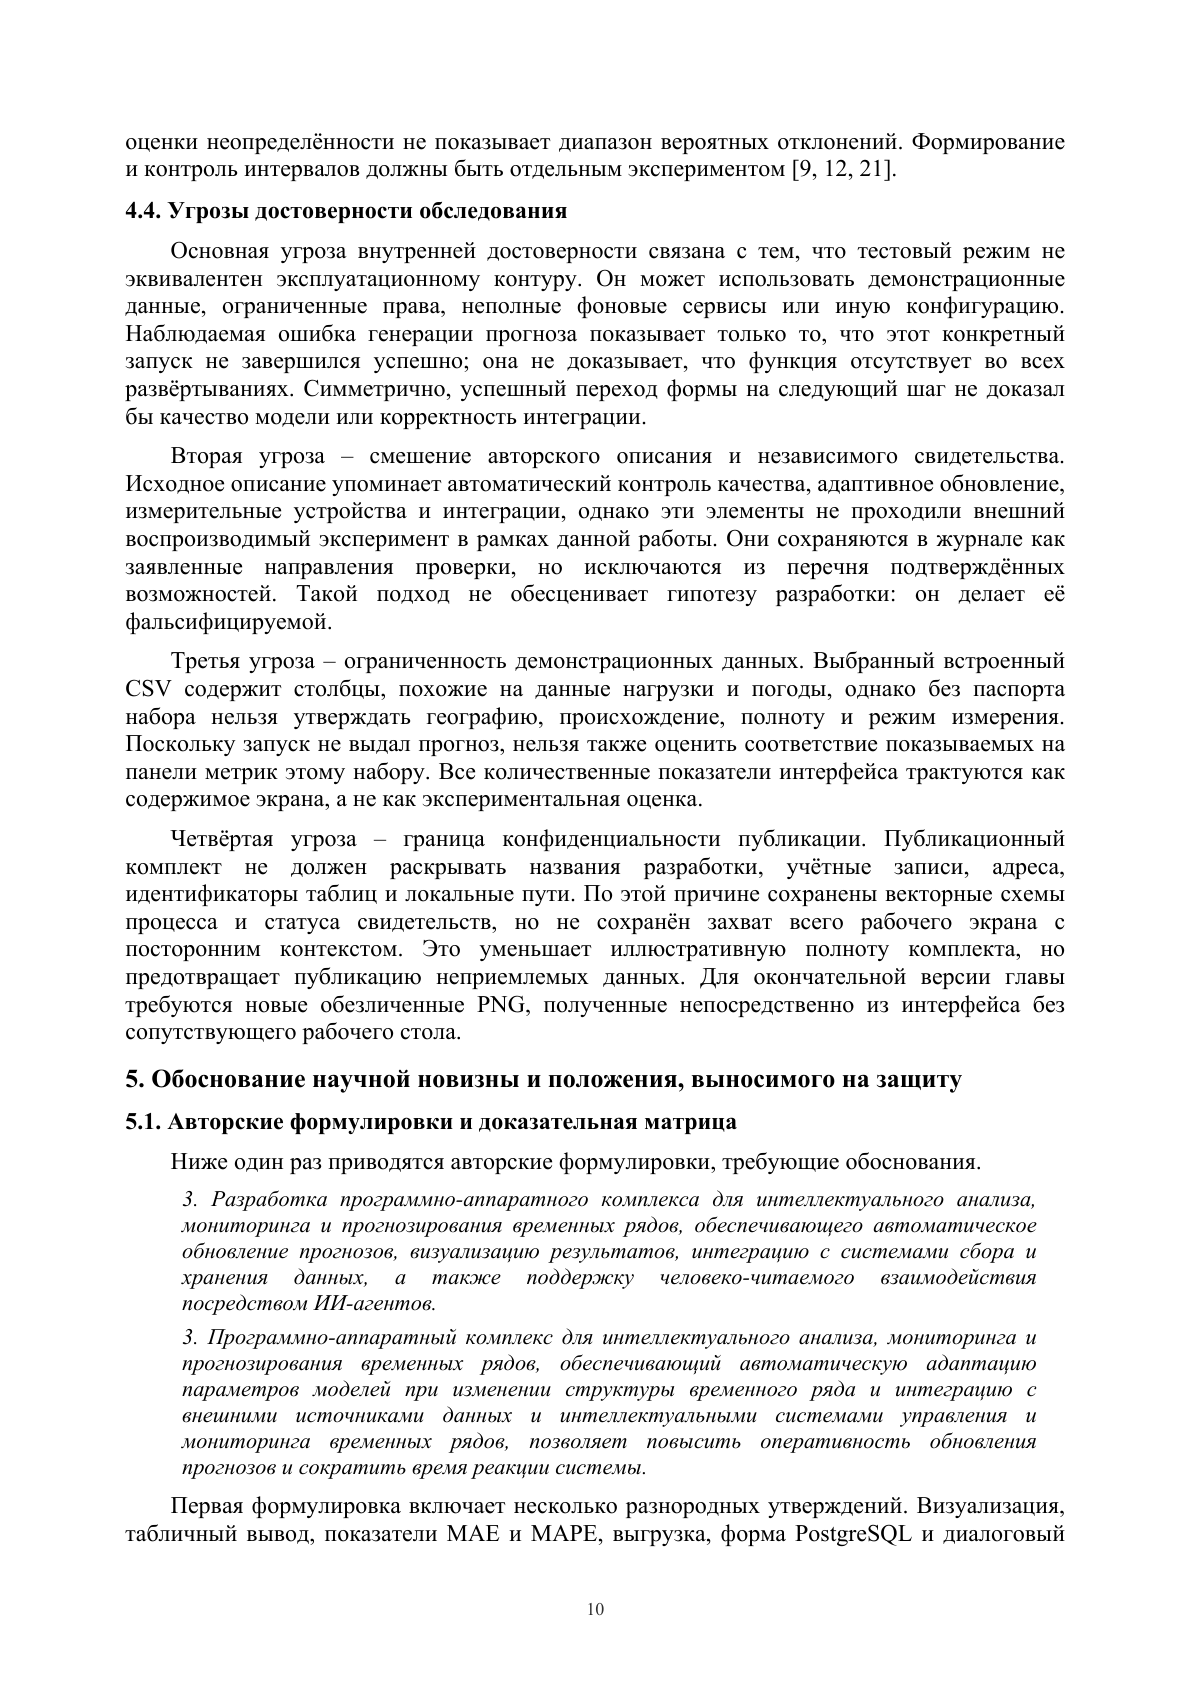 оценки неопределённости не показывает диапазон вероятных отклонений. Формирование
и контроль интервалов должны быть отдельным экспериментом [9, 12, 21].
4.4. Угрозы достоверности обследования
Основная угроза внутренней достоверности связана с тем, что тестовый режим не
эквивалентен эксплуатационному контуру. Он может использовать демонстрационные
данные, ограниченные права, неполные фоновые сервисы или иную конфигурацию.
Наблюдаемая ошибка генерации прогноза показывает только то, что этот конкретный
запуск не завершился успешно; она не доказывает, что функция отсутствует во всех
развёртываниях. Симметрично, успешный переход формы на следующий шаг не доказал
бы качество модели или корректность интеграции.
Вторая угроза – смешение авторского описания и независимого свидетельства.
Исходное описание упоминает автоматический контроль качества, адаптивное обновление,
измерительные устройства и интеграции, однако эти элементы не проходили внешний
воспроизводимый эксперимент в рамках данной работы. Они сохраняются в журнале как
заявленные направления проверки, но исключаются из перечня подтверждённых
возможностей. Такой подход не обесценивает гипотезу разработки: он делает её
фальсифицируемой.
Третья угроза – ограниченность демонстрационных данных. Выбранный встроенный
CSV содержит столбцы, похожие на данные нагрузки и погоды, однако без паспорта
набора нельзя утверждать географию, происхождение, полноту и режим измерения.
Поскольку запуск не выдал прогноз, нельзя также оценить соответствие показываемых на
панели метрик этому набору. Все количественные показатели интерфейса трактуются как
содержимое экрана, а не как экспериментальная оценка.
Четвёртая угроза – граница конфиденциальности публикации. Публикационный
комплект не должен раскрывать названия разработки, учётные записи, адреса,
идентификаторы таблиц и локальные пути. По этой причине сохранены векторные схемы
процесса и статуса свидетельств, но не сохранён захват всего рабочего экрана с
посторонним контекстом. Это уменьшает иллюстративную полноту комплекта, но
предотвращает публикацию неприемлемых данных. Для окончательной версии главы
требуются новые обезличенные PNG, полученные непосредственно из интерфейса без
сопутствующего рабочего стола.
5. Обоснование научной новизны и положения, выносимого на защиту
5.1. Авторские формулировки и доказательная матрица
Ниже один раз приводятся авторские формулировки, требующие обоснования.
3. Разработка программно-аппаратного комплекса для интеллектуального анализа,
мониторинга и прогнозирования временных рядов, обеспечивающего автоматическое
обновление прогнозов, визуализацию результатов, интеграцию с системами сбора и
хранения данных, а также поддержку человеко-читаемого взаимодействия
посредством ИИ-агентов.
3. Программно-аппаратный комплекс для интеллектуального анализа, мониторинга и
прогнозирования временных рядов, обеспечивающий автоматическую адаптацию
параметров моделей при изменении структуры временного ряда и интеграцию с
внешними источниками данных и интеллектуальными системами управления и
мониторинга временных рядов, позволяет повысить оперативность обновления
прогнозов и сократить время реакции системы.
Первая формулировка включает несколько разнородных утверждений. Визуализация,
табличный вывод, показатели MAE и MAPE, выгрузка, форма PostgreSQL и диалоговый
10